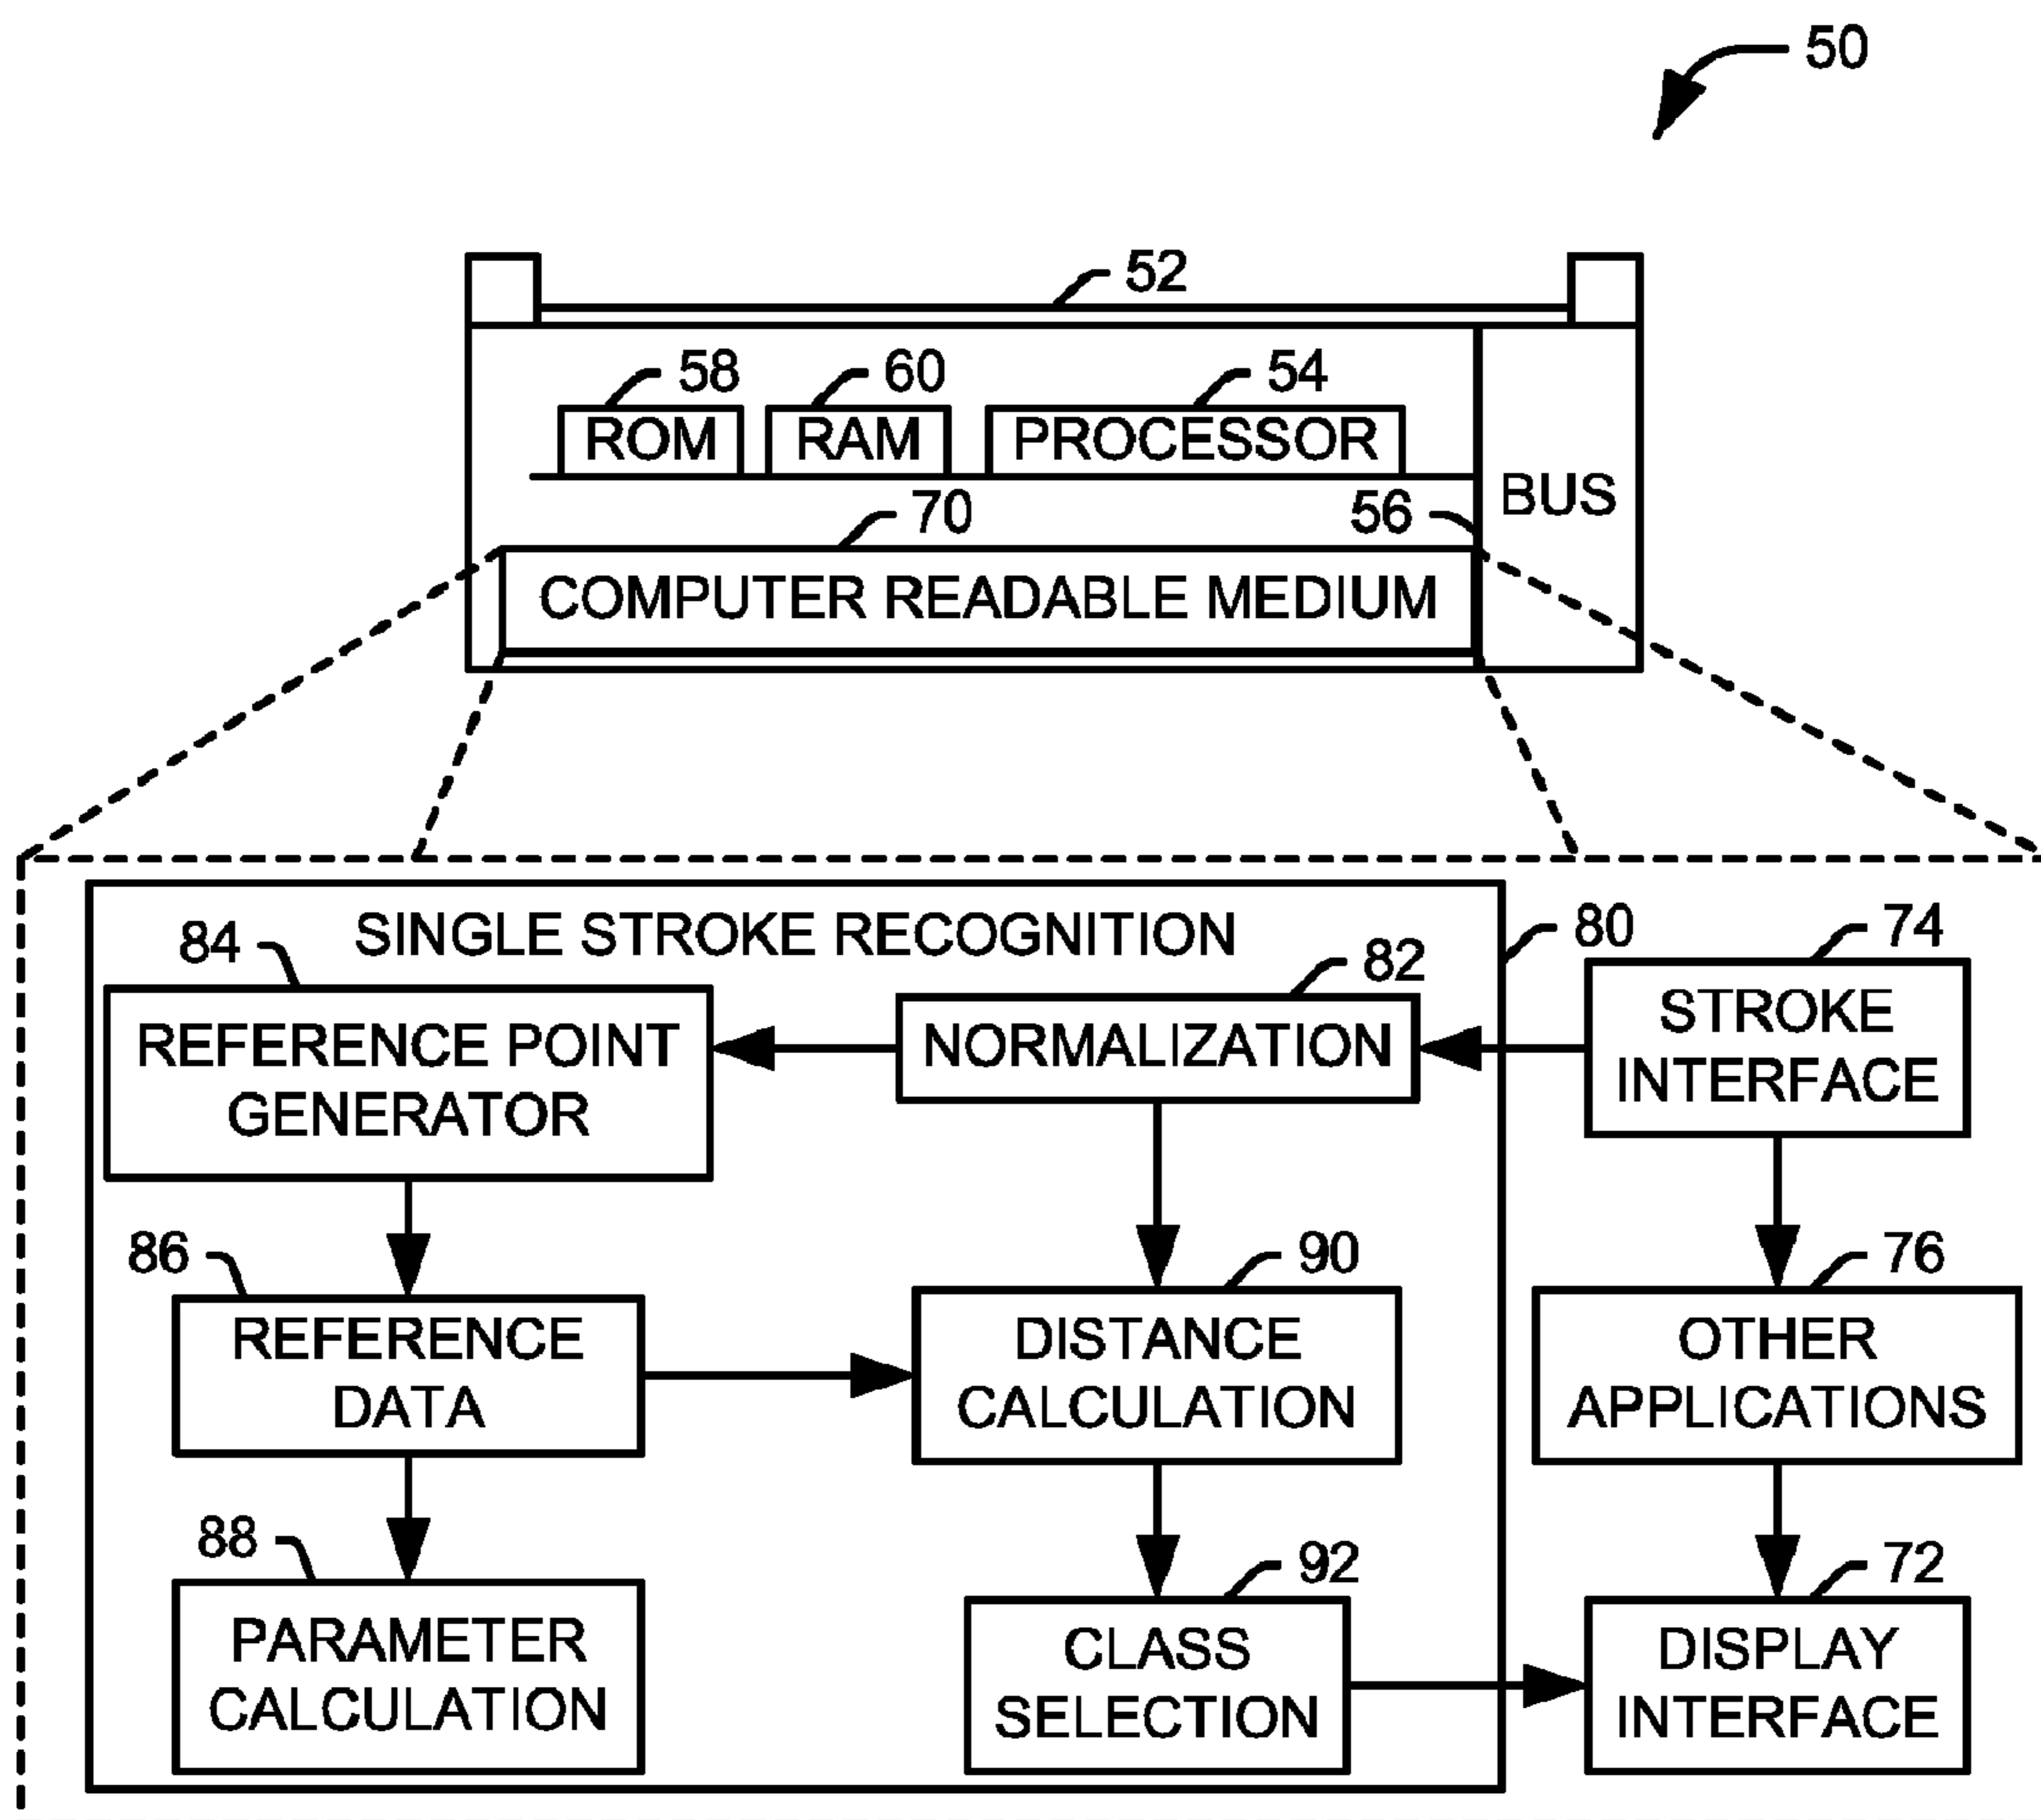 50
52
58
60
54
ROM
RAM
PROCESSOR
BUS
70
56
COMPUTER READABLE MEDIUM
SINGLE STROKE RECOGNITION
80
74
84
82
REFERENCE POINT
GENERATOR
NORMALIZATION
STROKE
INTERFACE
86
90
76
REFERENCE
DATA
DISTANCE
CALCULATION
OTHER
APPLICATIONS
88
92
72
PARAMETER
CALCULATION
CLASS
SELECTION
DISPLAY
INTERFACE